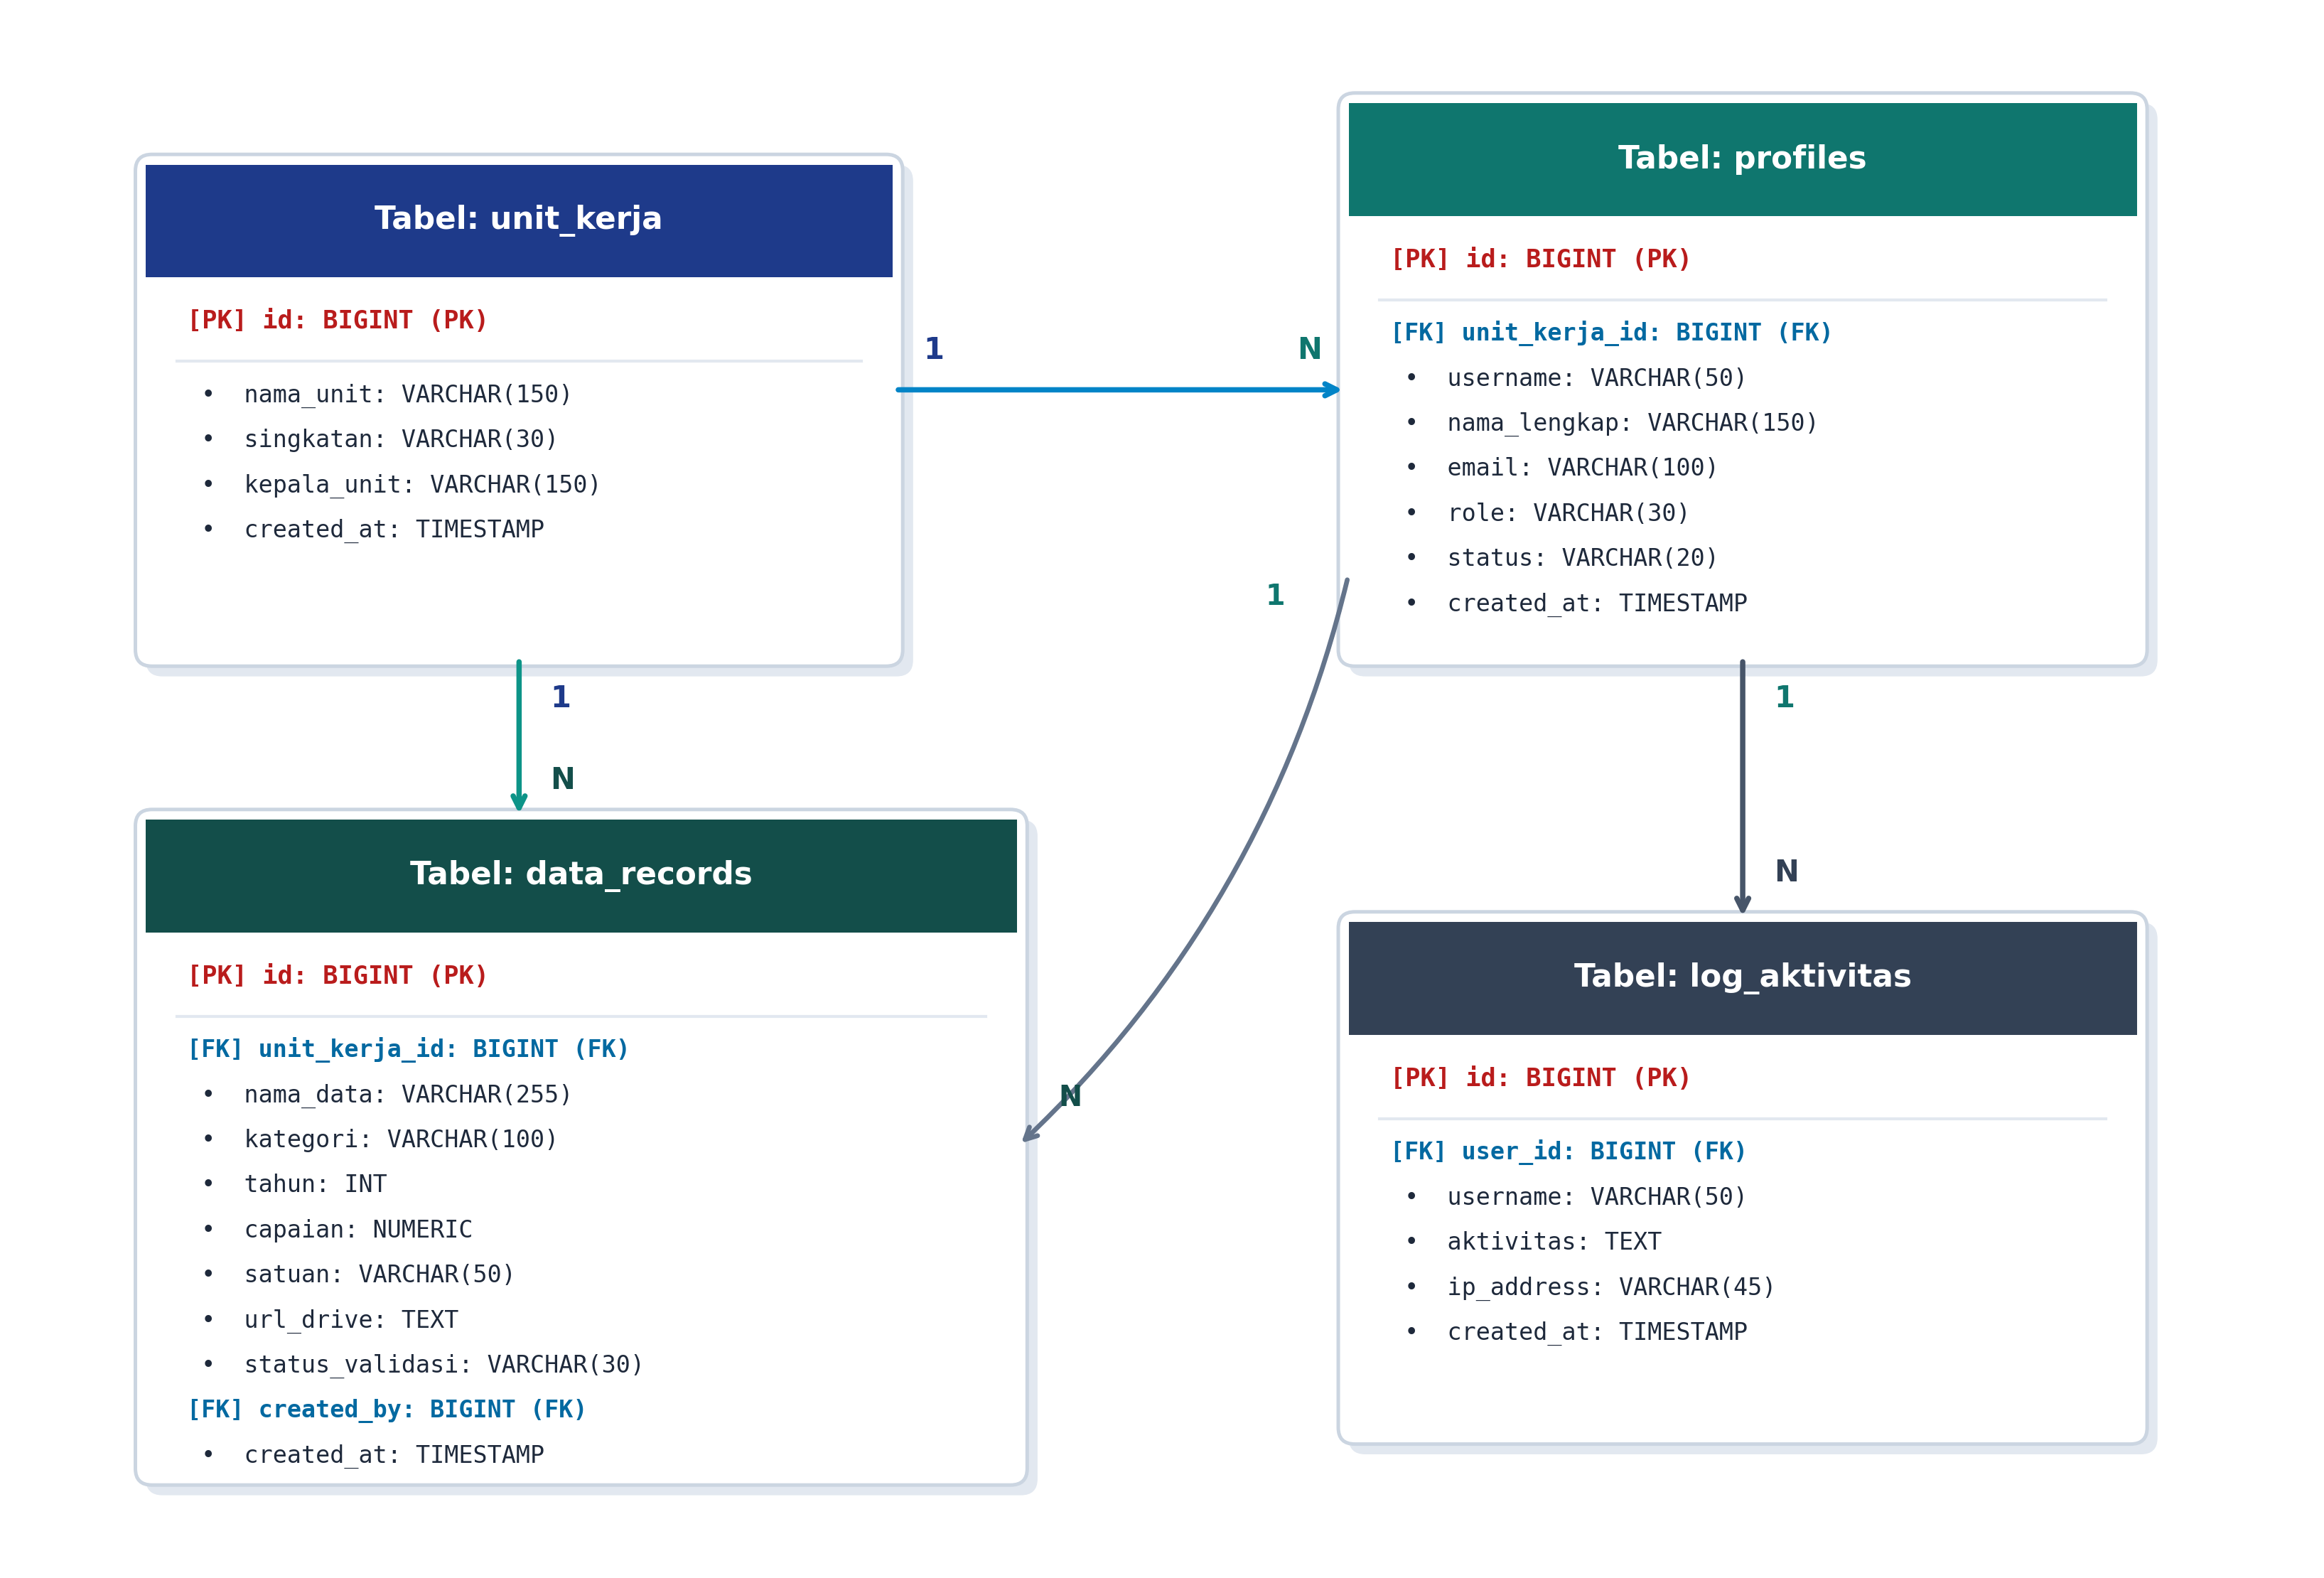 Tabel: unit_kerja
[PK] id: BIGINT (PK)
• nama_unit: VARCHAR(150)
• singkatan: VARCHAR(30)
• kepala_unit: VARCHAR(150)
• created_at: TIMESTAMP
1
N
Tabel: profiles
[PK] id: BIGINT (PK)
[FK] unit_kerja_id: BIGINT (FK)
• username: VARCHAR(50)
• nama_lengkap: VARCHAR(150)
• email: VARCHAR(100)
• role: VARCHAR(30)
• status: VARCHAR(20)
• created_at: TIMESTAMP
1
N
1
N
1
N
Tabel: data_records
[PK] id: BIGINT (PK)
[FK] unit_kerja_id: BIGINT (FK)
• nama_data: VARCHAR(255)
• kategori: VARCHAR(100)
• tahun: INT
• capaian: NUMERIC
• satuan: VARCHAR(50)
• url_drive: TEXT
• status_validasi: VARCHAR(30)
[FK] created_by: BIGINT (FK)
• created_at: TIMESTAMP
Tabel: log_aktivitas
[PK] id: BIGINT (PK)
[FK] user_id: BIGINT (FK)
• username: VARCHAR(50)
• aktivitas: TEXT
• ip_address: VARCHAR(45)
• created_at: TIMESTAMP